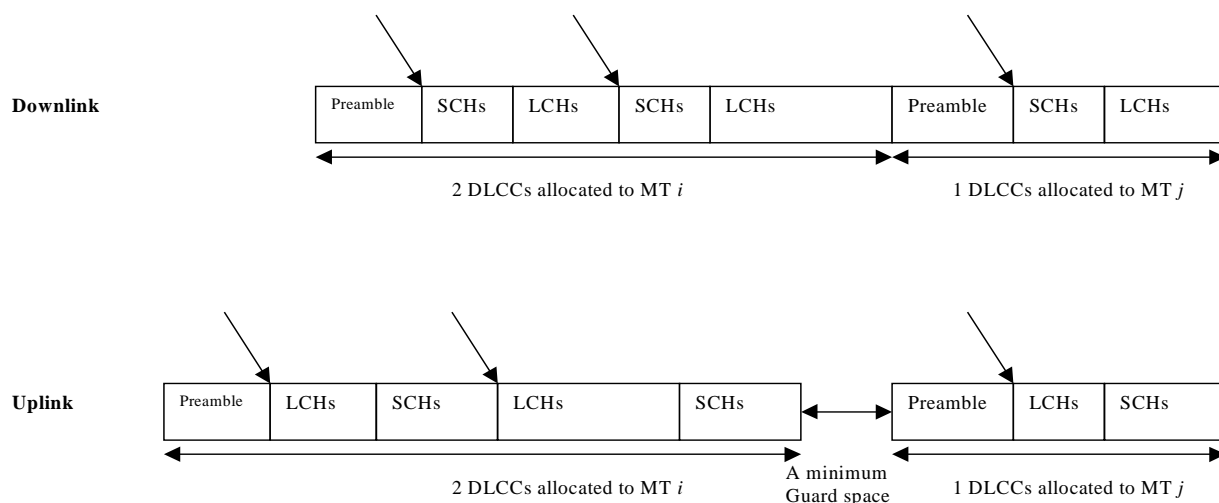 Downlink
Preamble SCHs LCHs SCHs LCHs Preamble SCHs LCHs
2 DLCCs allocated to MT i
1 DLCCs allocated to MT j
Uplink
Preamble LCHs SCHs LCHs SCHs Preamble LCHs SCHs
2 DLCCs allocated to MT i
A minimum
Guard space
1 DLCCs allocated to MT j